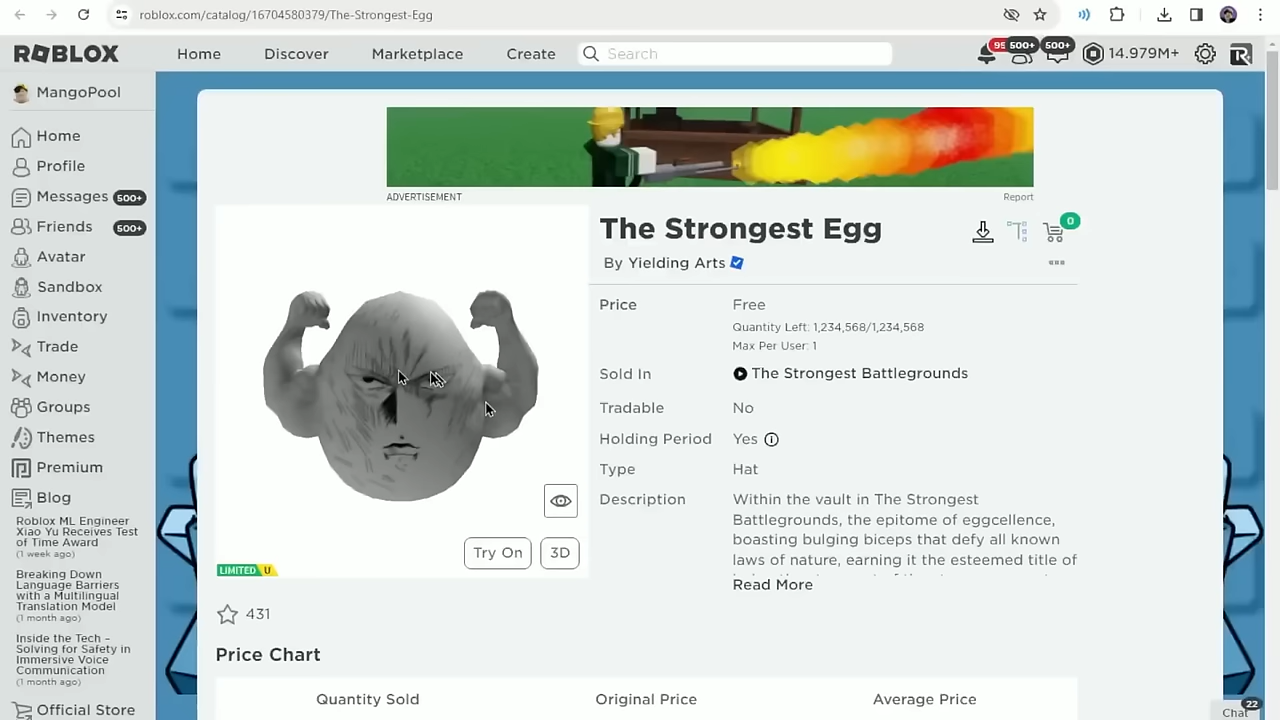 roblox.com/catalog/16704580379/The-Strongest-Egg
ROBLOX
Home
Discover
Marketplace
Create
Search
95
500+
500+
14.979M+
MangoPool
Home
Profile
Messages 500+
Friends 500+
Avatar
Sandbox
Inventory
Trade
Money
Groups
Themes
Premium
Blog
Roblox ML Engineer
Xiao Yu Receives Test
of Time Award
(1 week ago)
Breaking Down
Language Barriers
with a Multilingual
Translation Model
(1 month ago)
Inside the Tech –
Solving for Safety in
Immersive Voice
Communication
(1 month ago)
Official Store
ADVERTISEMENT
Report
The Strongest Egg
0
By Yielding Arts
Price
Free
Quantity Left: 1,234,568/1,234,568
Max Per User: 1
Sold In
The Strongest Battlegrounds
Tradable
No
Holding Period
Yes
Type
Hat
Description
Within the vault in The Strongest
Battlegrounds, the epitome of eggcellence,
boasting bulging biceps that defy all known
laws of nature, earning it the esteemed title of
Read More
Try On
3D
LIMITED U
431
Price Chart
Quantity Sold
Original Price
Average Price
Chat
22